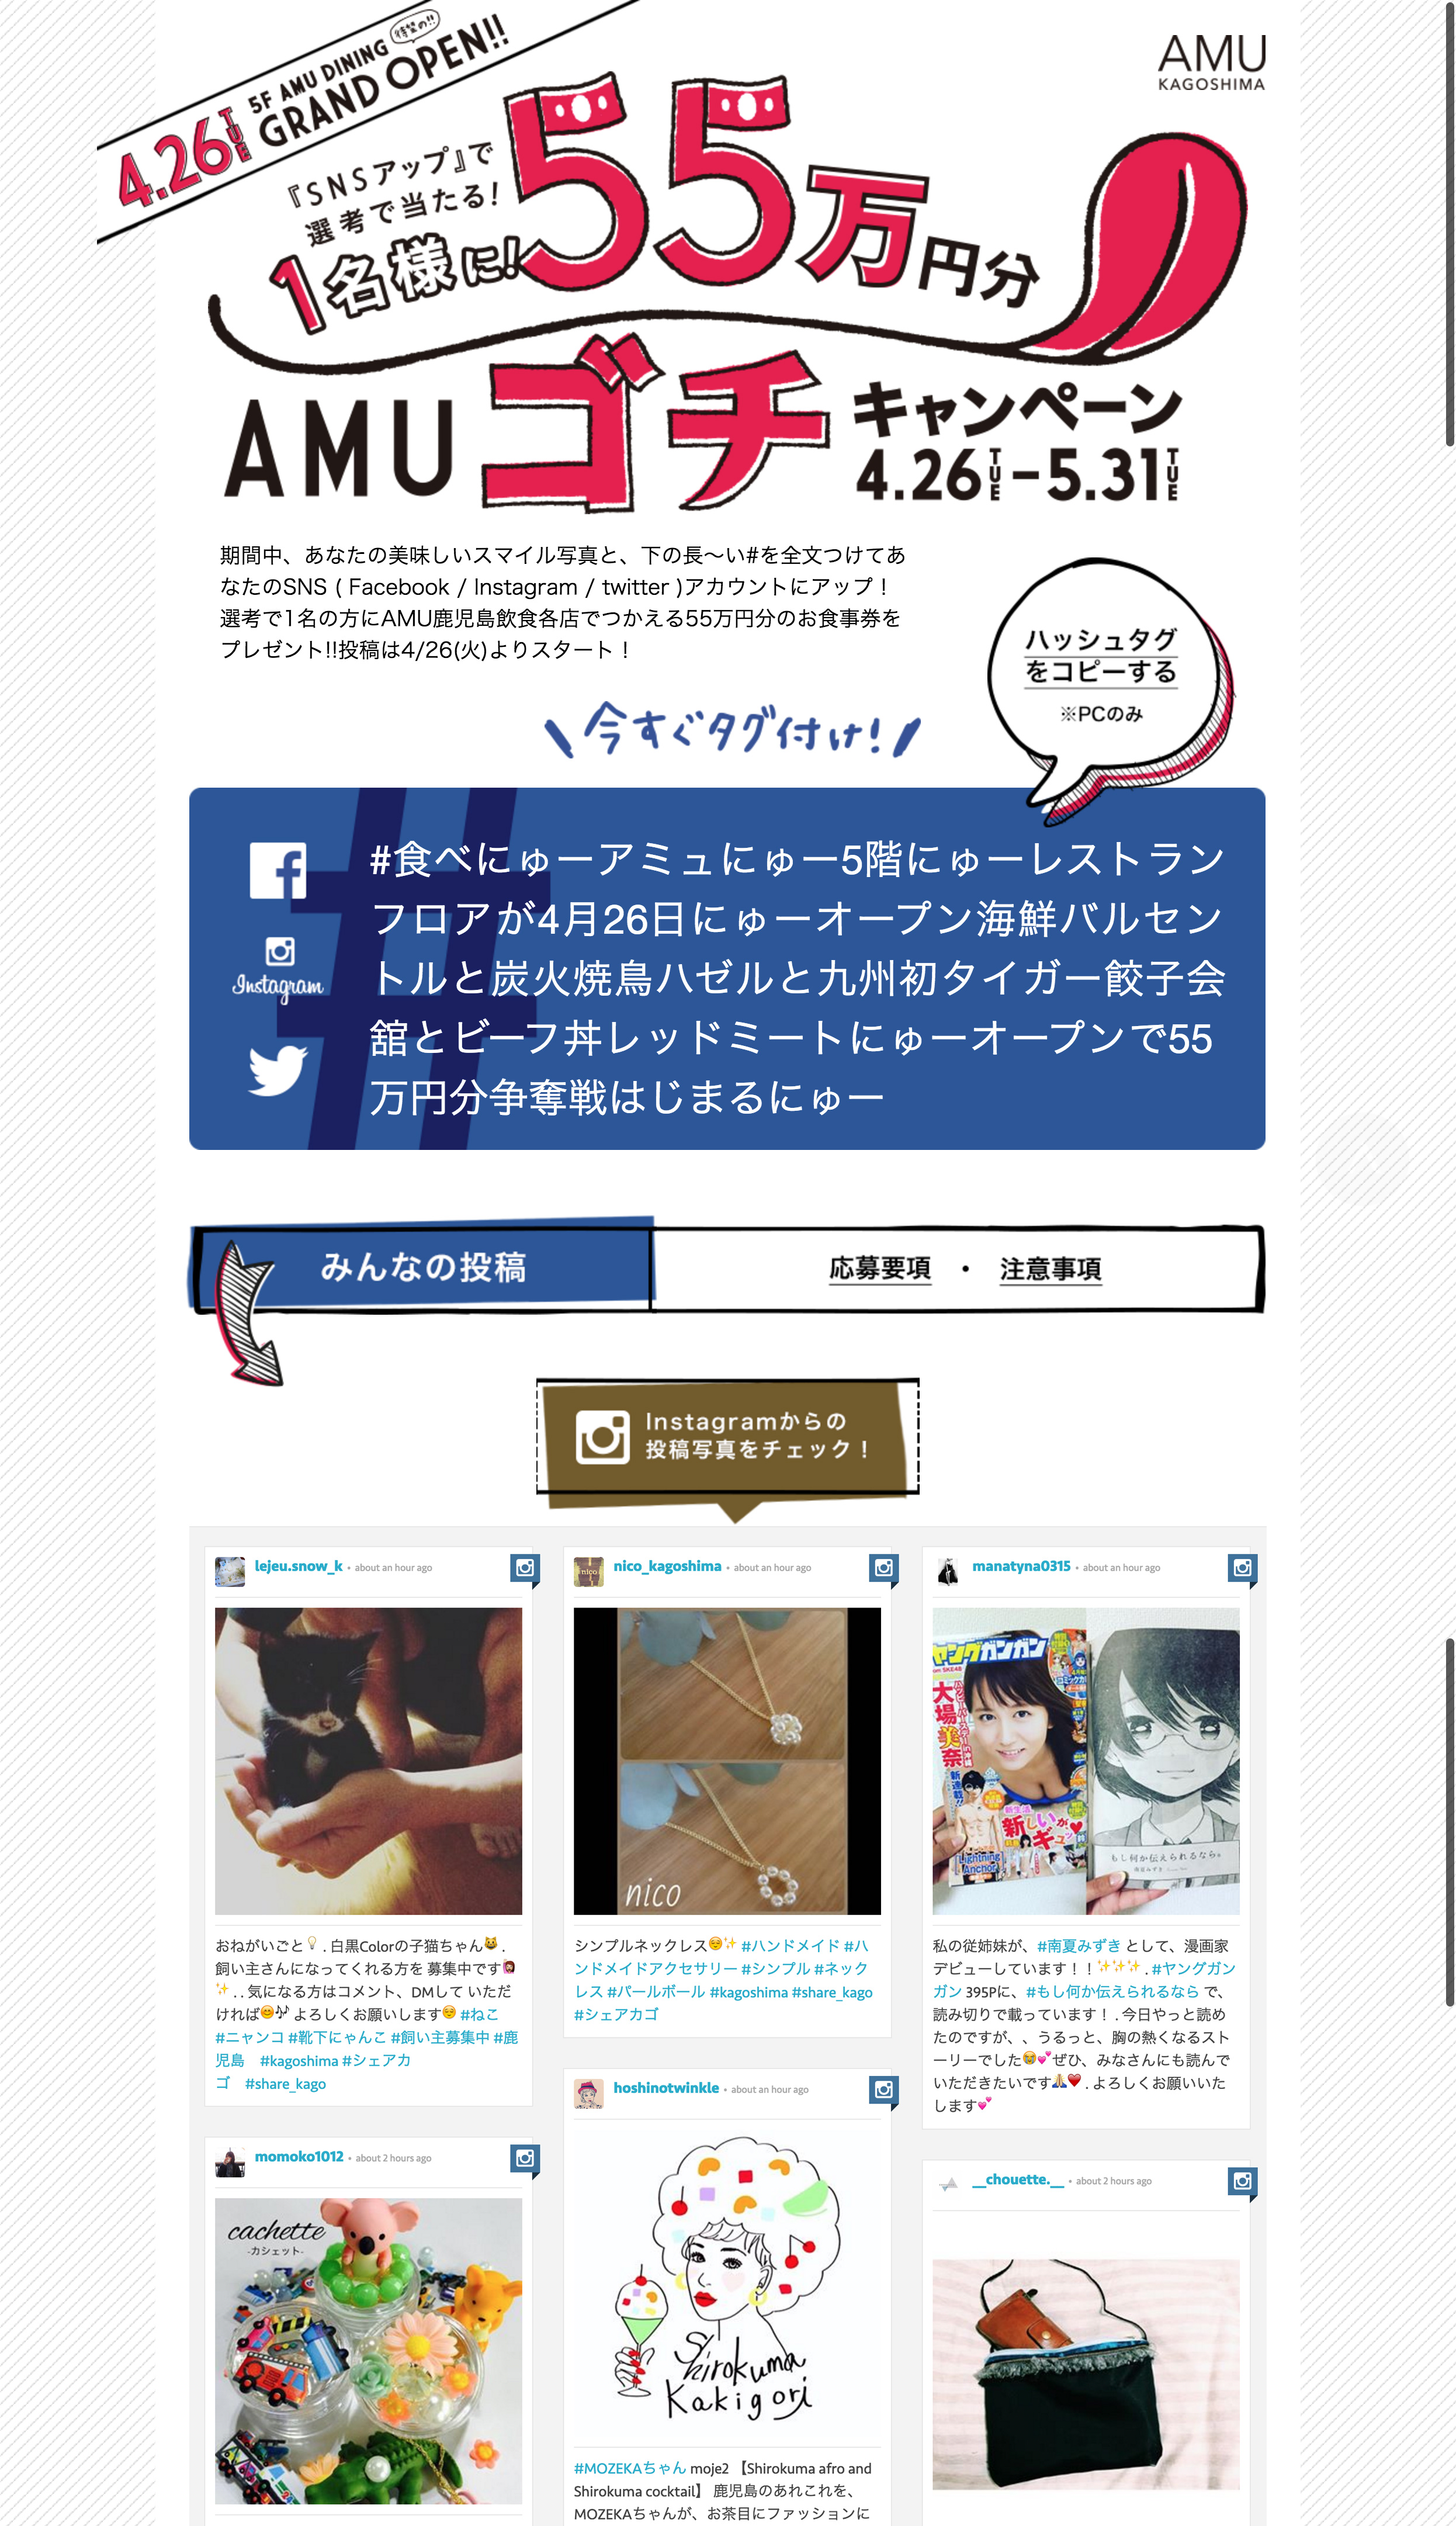 4.26 TUE
5F AMU DINING 待望の!!
GRAND OPEN!!
AMU
KAGOSHIMA
『SNSアップ』で
選考で当たる!
1名様に!
55万円分
AMUゴチ
キャンペーン
4.26TUE-5.31TUE
期間中、あなたの美味しいスマイル写真と、下の長〜い#を全文つけてあ
なたのSNS ( Facebook / Instagram / twitter )アカウントにアップ！
選考で1名の方にAMU鹿児島飲食各店でつかえる55万円分のお食事券を
プレゼント!!投稿は4/26(火)よりスタート！
ハッシュタグ
をコピーする
※PCのみ
今すぐタグ付け!
#食べにゅーアミュにゅー5階にゅーレストラン
フロアが4月26日にゅーオープン海鮮バルセン
トルと炭火焼鳥ハゼルと九州初タイガー餃子会
舘とビーフ丼レッドミートにゅーオープンで55
万円分争奪戦はじまるにゅー
Instagram
みんなの投稿
応募要項 ・ 注意事項
Instagramからの
投稿写真をチェック！
lejeu.snow_k • about an hour ago
おねがいごと💡 . 白黒Colorの子猫ちゃん😺 .
飼い主さんになってくれる方を 募集中です🙋
✨ . . 気になる方はコメント、DMして いただ
ければ😊🎶 よろしくお願いします😌 #ねこ
#ニャンコ #靴下にゃんこ #飼い主募集中 #鹿
児島　#kagoshima #シェアカ
ゴ　#share_kago
momoko1012 • about 2 hours ago
cachette
-カシェット-
nico_kagoshima • about an hour ago
nico
シンプルネックレス😌✨ #ハンドメイド #ハ
ンドメイドアクセサリー #シンプル #ネック
レス #パールボール #kagoshima #share_kago
#シェアカゴ
hoshinotwinkle • about an hour ago
Shirokuma
Kakigori
#MOZEKAちゃん moje2 【Shirokuma afro and
Shirokuma cocktail】 鹿児島のあれこれを、
MOZEKAちゃんが、お茶目にファッションに
manatyna0315 • about an hour ago
ヤングガンガン
大場美奈
新連載!!
新しいギュッ
Lightning
Anchor
もし何か伝えられるなら。
南夏みずき
私の従姉妹が、#南夏みずき として、漫画家
デビューしています！！✨✨✨ . #ヤングガン
ガン 395Pに、#もし何か伝えられるなら で、
読み切りで載っています！ . 今日やっと読め
たのですが、、うるっと、胸の熱くなるスト
ーリーでした😭💕ぜひ、みなさんにも読んで
いただきたいです🙏❤ . よろしくお願いいた
します💕
__chouette.__ • about 2 hours ago